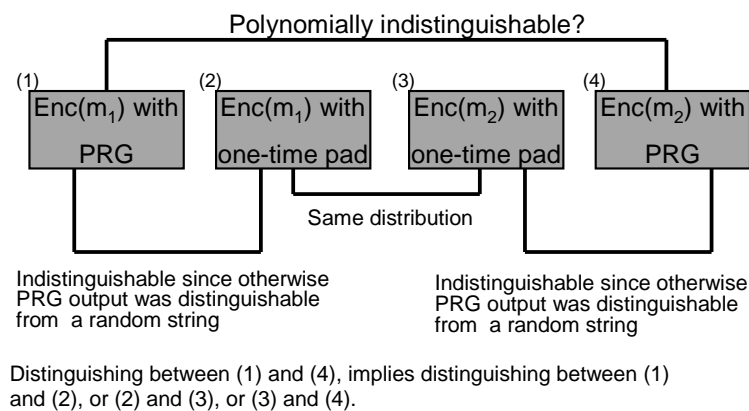 Polynomially indistinguishable?
(1)
Enc(m₁) with
PRG
(2)
Enc(m₁) with
one-time pad
(3)
Enc(m₂) with
one-time pad
(4)
Enc(m₂) with
PRG
Same distribution
Indistinguishable since otherwise
PRG output was distinguishable
from a random string
Indistinguishable since otherwise
PRG output was distinguishable
from a random string
Distinguishing between (1) and (4), implies distinguishing between (1)
and (2), or (2) and (3), or (3) and (4).